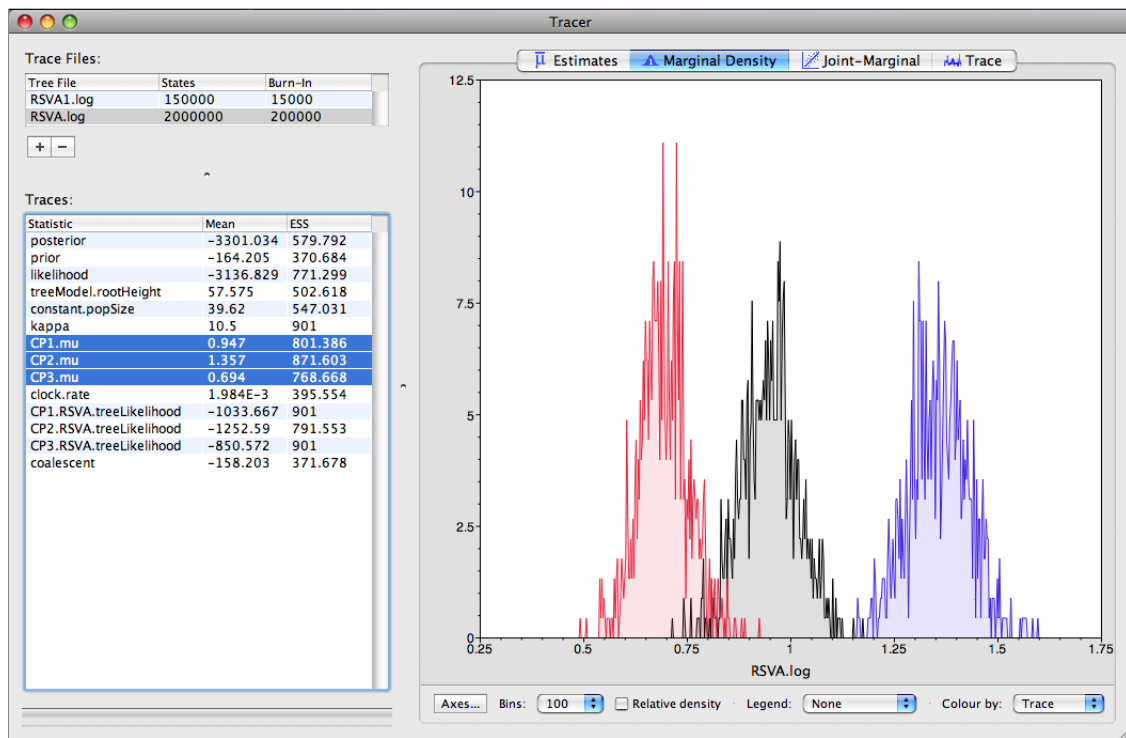 Tracer
Trace Files:
Tree File States Burn-In
RSVA1.log 150000 15000
RSVA.log 2000000 200000
+ −
Traces:
Statistic Mean ESS
posterior -3301.034 579.792
prior -164.205 370.684
likelihood -3136.829 771.299
treeModel.rootHeight 57.575 502.618
constant.popSize 39.62 547.031
kappa 10.5 901
CP1.mu 0.947 801.386
CP2.mu 1.357 871.603
CP3.mu 0.694 768.668
clock.rate 1.984E-3 395.554
CP1.RSVA.treeLikelihood -1033.667 901
CP2.RSVA.treeLikelihood -1252.59 791.553
CP3.RSVA.treeLikelihood -850.572 901
coalescent -158.203 371.678
μ Estimates Marginal Density Joint-Marginal Trace
12.5
10
7.5
5
2.5
0
0.25 0.5 0.75 1 1.25 1.5 1.75
RSVA.log
Axes... Bins: 100 Relative density Legend: None Colour by: Trace